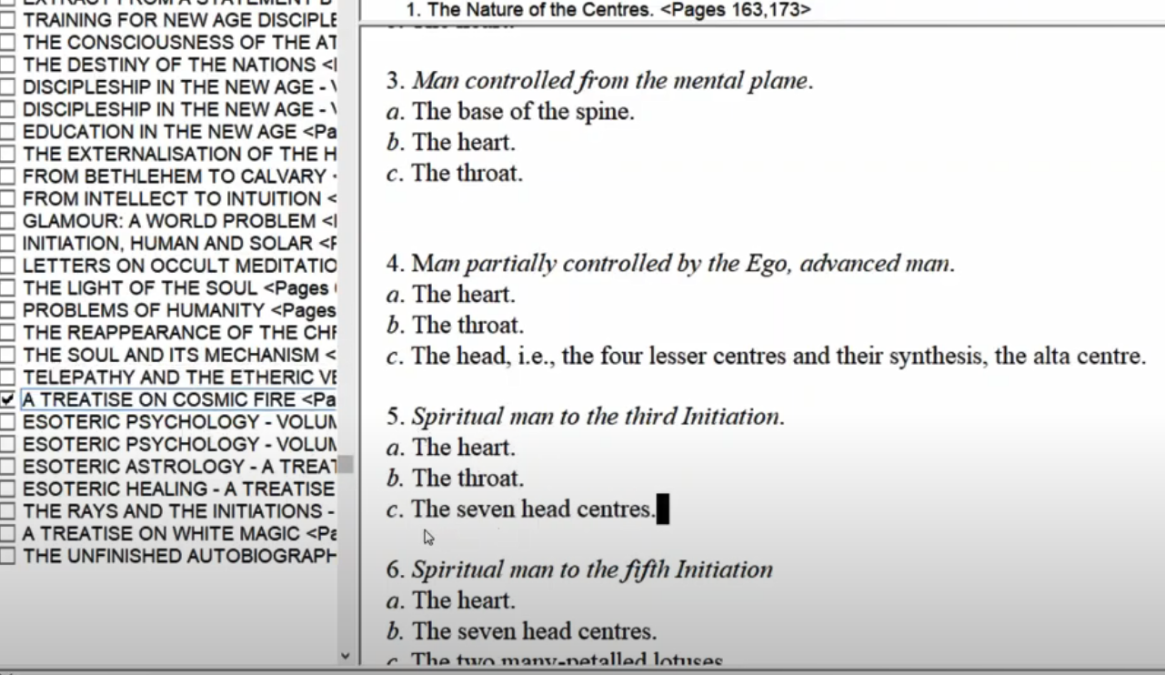 TRAINING FOR NEW AGE DISCIPLE
THE CONSCIOUSNESS OF THE AT
THE DESTINY OF THE NATIONS <
DISCIPLESHIP IN THE NEW AGE - V
DISCIPLESHIP IN THE NEW AGE - V
EDUCATION IN THE NEW AGE <Pa
THE EXTERNALISATION OF THE H
FROM BETHLEHEM TO CALVARY
FROM INTELLECT TO INTUITION <
GLAMOUR: A WORLD PROBLEM <
INITIATION, HUMAN AND SOLAR <P
LETTERS ON OCCULT MEDITATIO
THE LIGHT OF THE SOUL <Pages
PROBLEMS OF HUMANITY <Pages
THE REAPPEARANCE OF THE CHR
THE SOUL AND ITS MECHANISM <
TELEPATHY AND THE ETHERIC VE
A TREATISE ON COSMIC FIRE <Pa
ESOTERIC PSYCHOLOGY - VOLUM
ESOTERIC PSYCHOLOGY - VOLUM
ESOTERIC ASTROLOGY - A TREAT
ESOTERIC HEALING - A TREATISE
THE RAYS AND THE INITIATIONS -
A TREATISE ON WHITE MAGIC <Pa
THE UNFINISHED AUTOBIOGRAPH
1. The Nature of the Centres. <Pages 163,173>
3. Man controlled from the mental plane.
a. The base of the spine.
b. The heart.
c. The throat.
4. Man partially controlled by the Ego, advanced man.
a. The heart.
b. The throat.
c. The head, i.e., the four lesser centres and their synthesis, the alta centre.
5. Spiritual man to the third Initiation.
a. The heart.
b. The throat.
c. The seven head centres.
6. Spiritual man to the fifth Initiation
a. The heart.
b. The seven head centres.
c. The two many-petalled lotuses